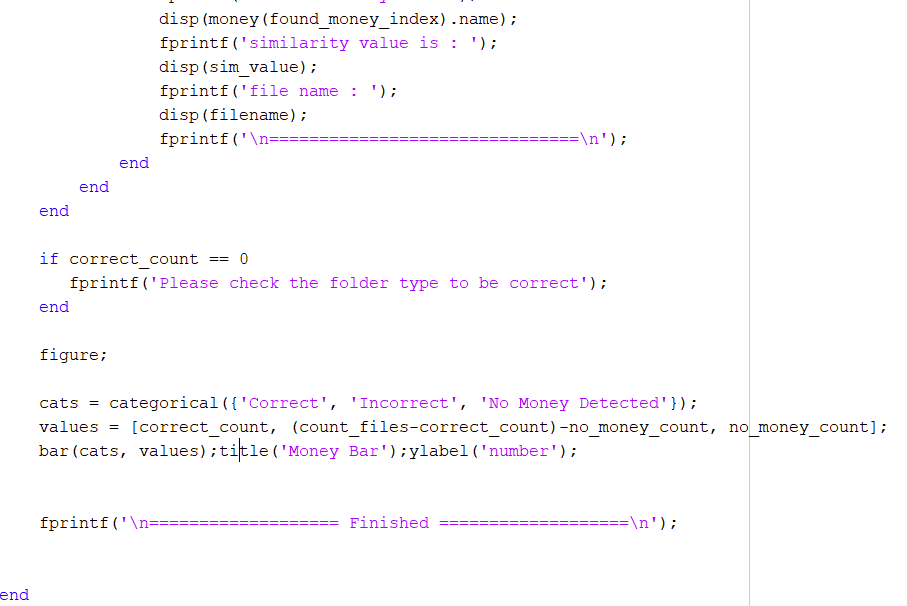 disp(money(found_money_index).name);
fprintf('similarity value is : ');
disp(sim_value);
fprintf('file name : ');
disp(filename);
fprintf('\n===============================\n');
end
end
end
if correct_count == 0
fprintf('Please check the folder type to be correct');
end
figure;
cats = categorical({'Correct', 'Incorrect', 'No Money Detected'});
values = [correct_count, (count_files-correct_count)-no_money_count, no_money_count];
bar(cats, values);title('Money Bar');ylabel('number');
fprintf('\n=================== Finished ===================\n');
end